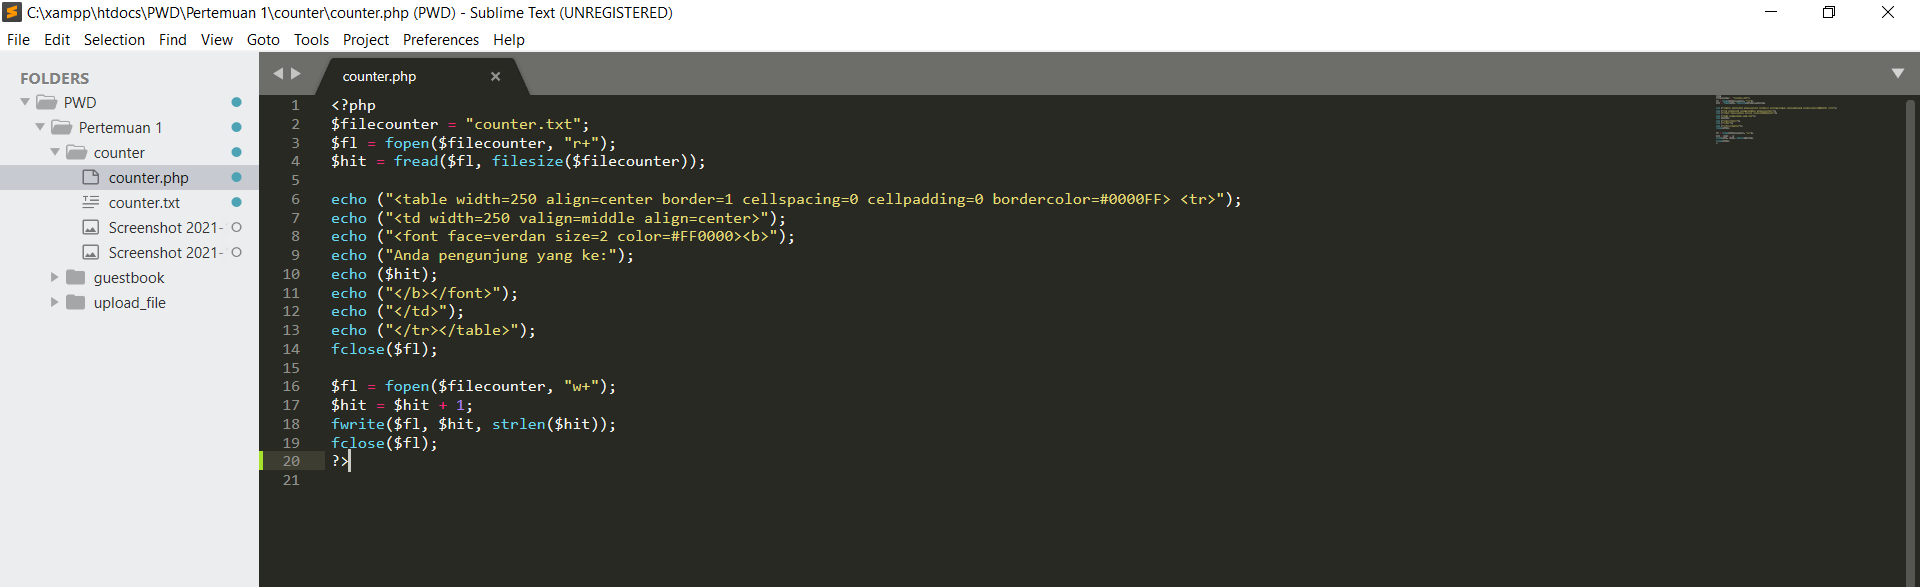 C:\xampp\htdocs\PWD\Pertemuan 1\counter\counter.php (PWD) - Sublime Text (UNREGISTERED)
File Edit Selection Find View Goto Tools Project Preferences Help
FOLDERS
PWD
Pertemuan 1
counter
counter.php
counter.txt
Screenshot 2021-
Screenshot 2021-
guestbook
upload_file
counter.php
1 <?php
2 $filecounter = "counter.txt";
3 $fl = fopen($filecounter, "r+");
4 $hit = fread($fl, filesize($filecounter));
5
6 echo ("<table width=250 align=center border=1 cellspacing=0 cellpadding=0 bordercolor=#0000FF> <tr>");
7 echo ("<td width=250 valign=middle align=center>");
8 echo ("<font face=verdan size=2 color=#FF0000><b>");
9 echo ("Anda pengunjung yang ke:");
10 echo ($hit);
11 echo ("</b></font>");
12 echo ("</td>");
13 echo ("</tr></table>");
14 fclose($fl);
15
16 $fl = fopen($filecounter, "w+");
17 $hit = $hit + 1;
18 fwrite($fl, $hit, strlen($hit));
19 fclose($fl);
20 ?>
21